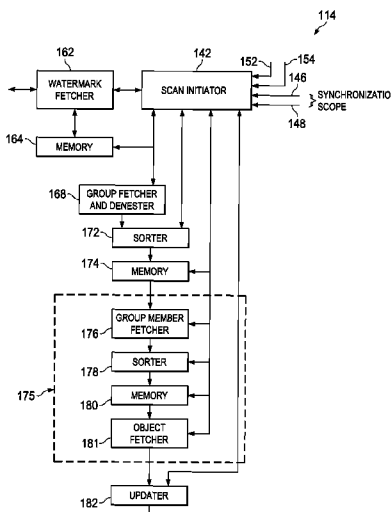 114
162
142
152
154
WATERMARK
FETCHER
SCAN INITIATOR
146
SYNCHRONIZATIO
SCOPE
148
164
MEMORY
168
GROUP FETCHER
AND DENESTER
172
SORTER
174
MEMORY
175
176
GROUP MEMBER
FETCHER
178
SORTER
180
MEMORY
181
OBJECT
FETCHER
182
UPDATER